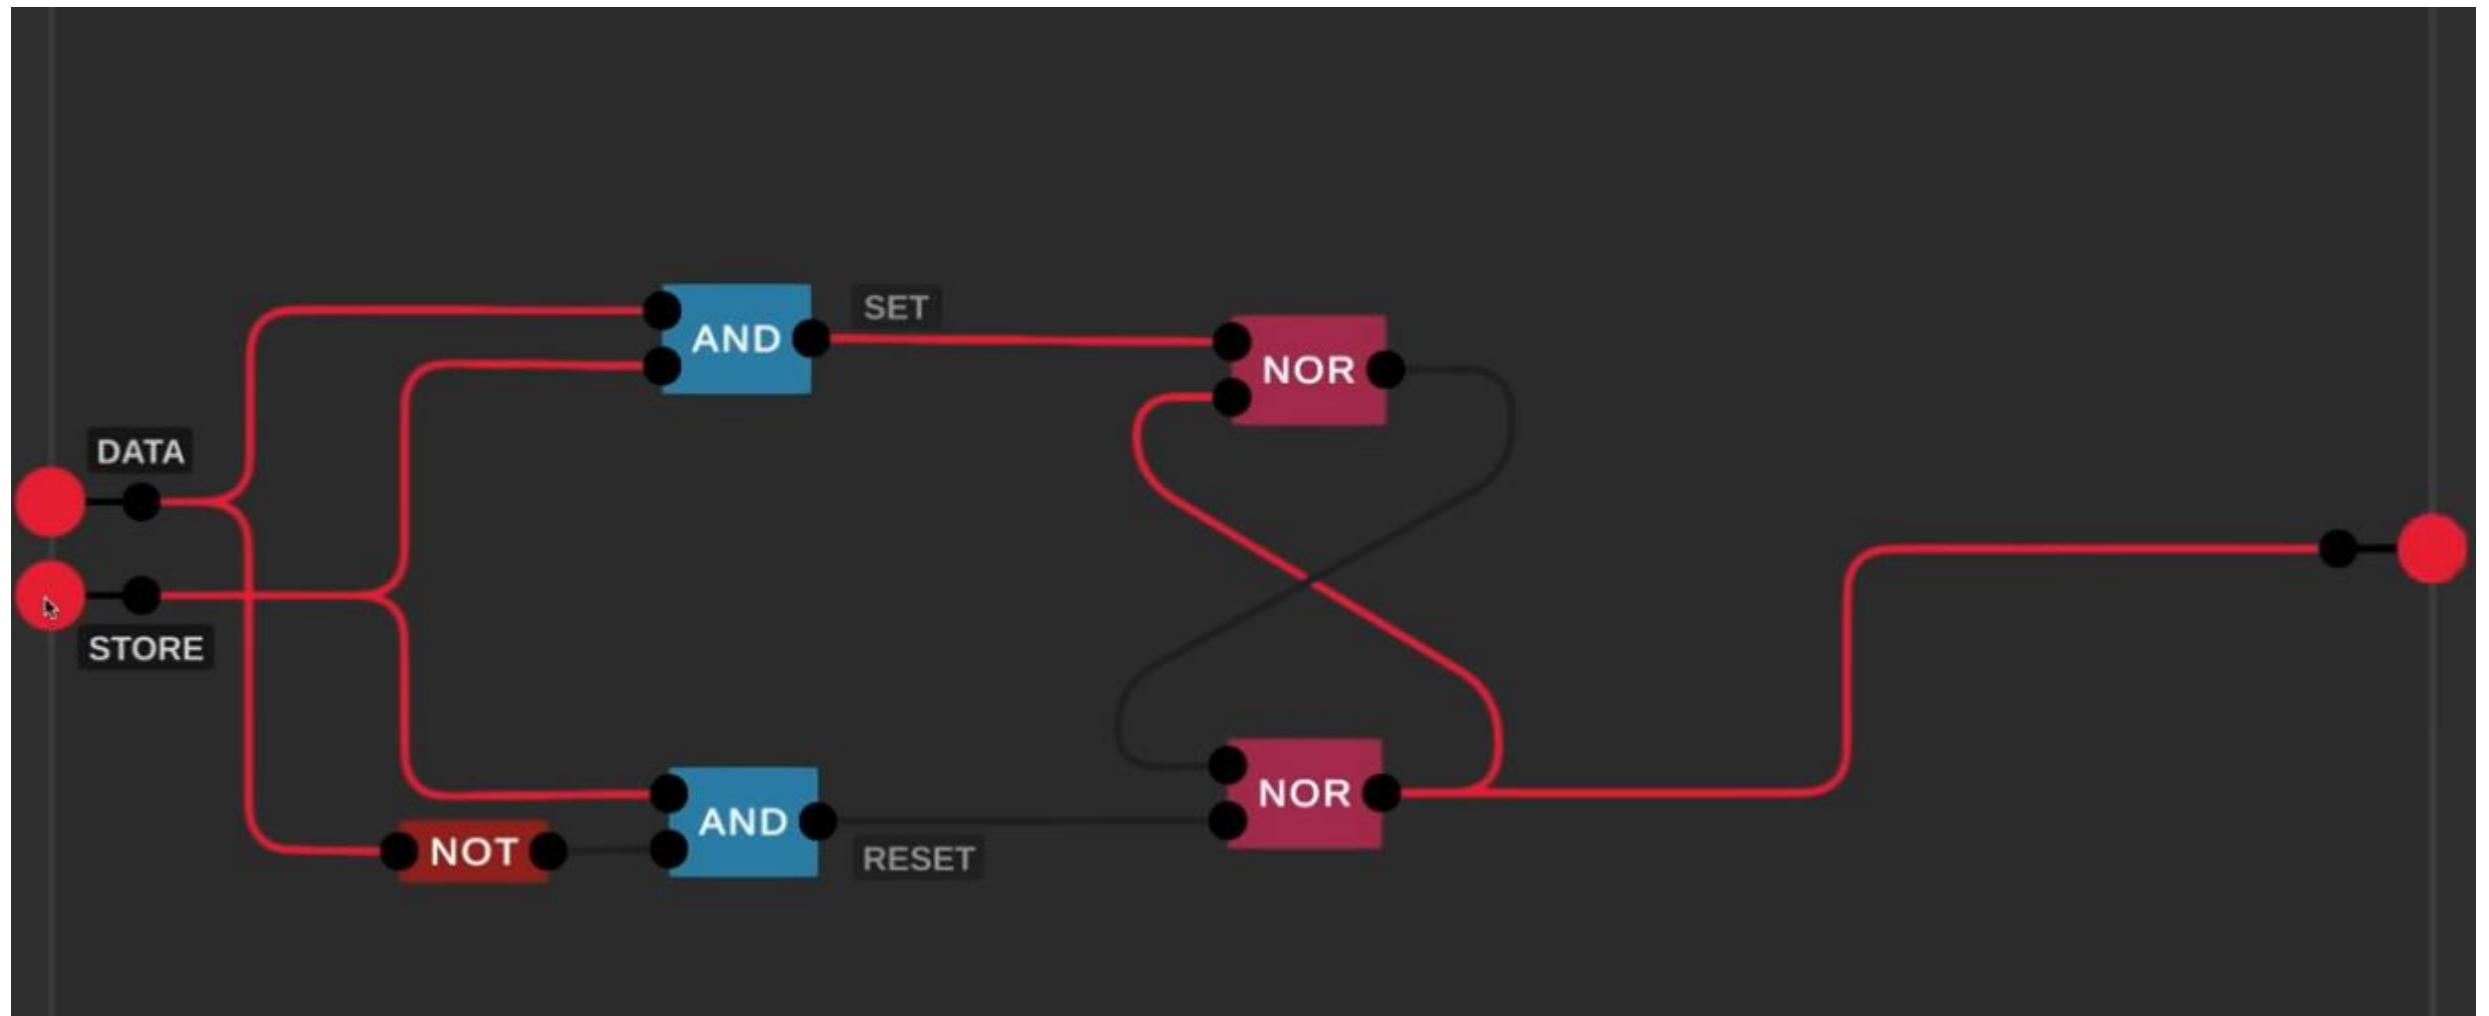 AND
SET
NOR
DATA
STORE
NOR
AND
NOT
RESET